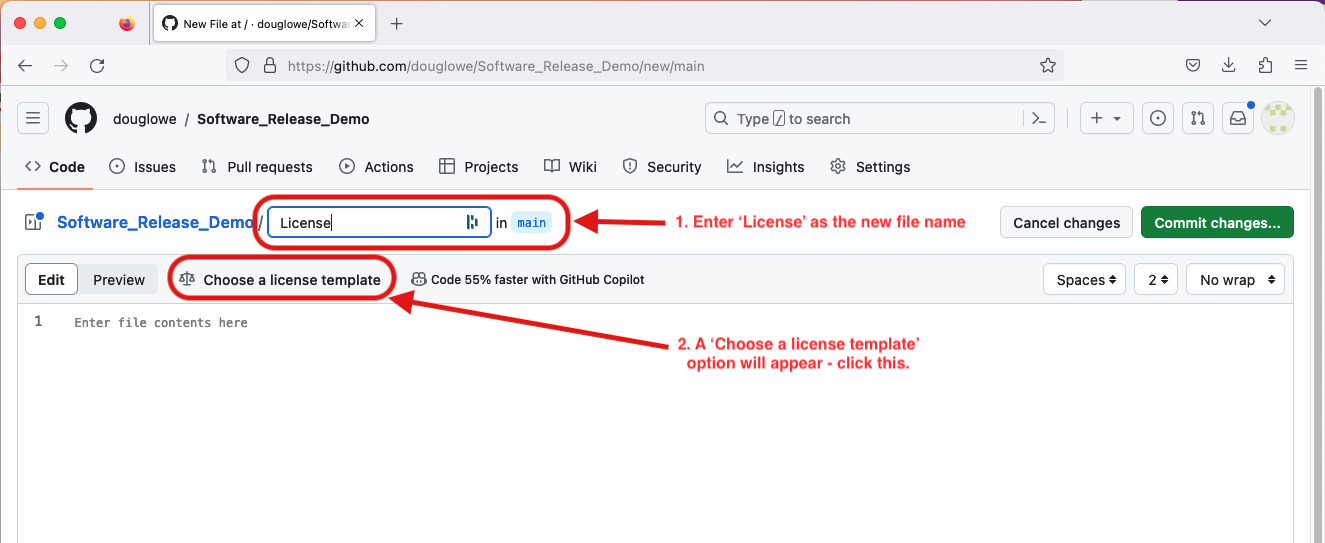 New File at / · douglowe/Softwar
https://github.com/douglowe/Software_Release_Demo/new/main
douglowe / Software_Release_Demo
Type / to search
Code Issues Pull requests Actions Projects Wiki Security Insights Settings
Software_Release_Demo / License in main
1. Enter ‘License’ as the new file name
Cancel changes Commit changes...
Edit Preview Choose a license template Code 55% faster with GitHub Copilot Spaces 2 No wrap
1 Enter file contents here
2. A ‘Choose a license template’
option will appear - click this.